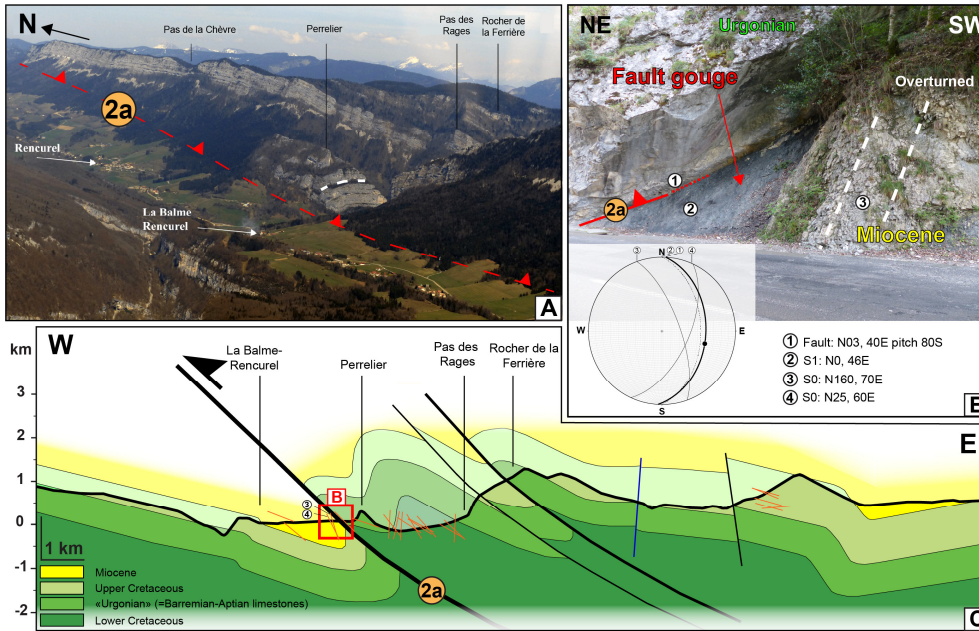 N
Pas de la Chèvre
Perrelier
Pas des
Rages
Rocher de
la Ferrière
2a
Rencurel
La Balme
Rencurel
A
NE
Urgonian
SW
Fault gouge
Overturned
1
2a
2
3
Miocene
N
3
2
1
4
W
E
S
1 Fault: N03, 40E pitch 80S
2 S1: N0, 46E
3 S0: N160, 70E
4 S0: N25, 60E
km
W
La Balme-
Rencurel
Perrelier
Pas des
Rages
Rocher de la
Ferrière
E
3
2
1
0
-1
-2
3
4
B
1 km
2a
Miocene
Upper Cretaceous
«Urgonian» (=Barremian-Aptian limestones)
Lower Cretaceous